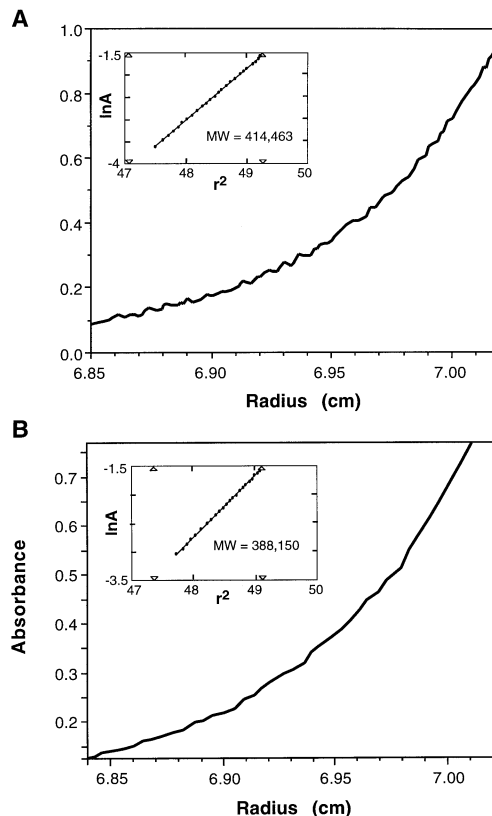 A
1.0
0.8
0.6
0.4
0.2
0.0
-1.5
lnA
-4
MW = 414,463
47 48 49 50
r2
6.85 6.90 6.95 7.00
Radius (cm)
B
Absorbance
0.7
0.6
0.5
0.4
0.3
0.2
-1.5
lnA
-3.5
MW = 388,150
47 48 49 50
r2
6.85 6.90 6.95 7.00
Radius (cm)